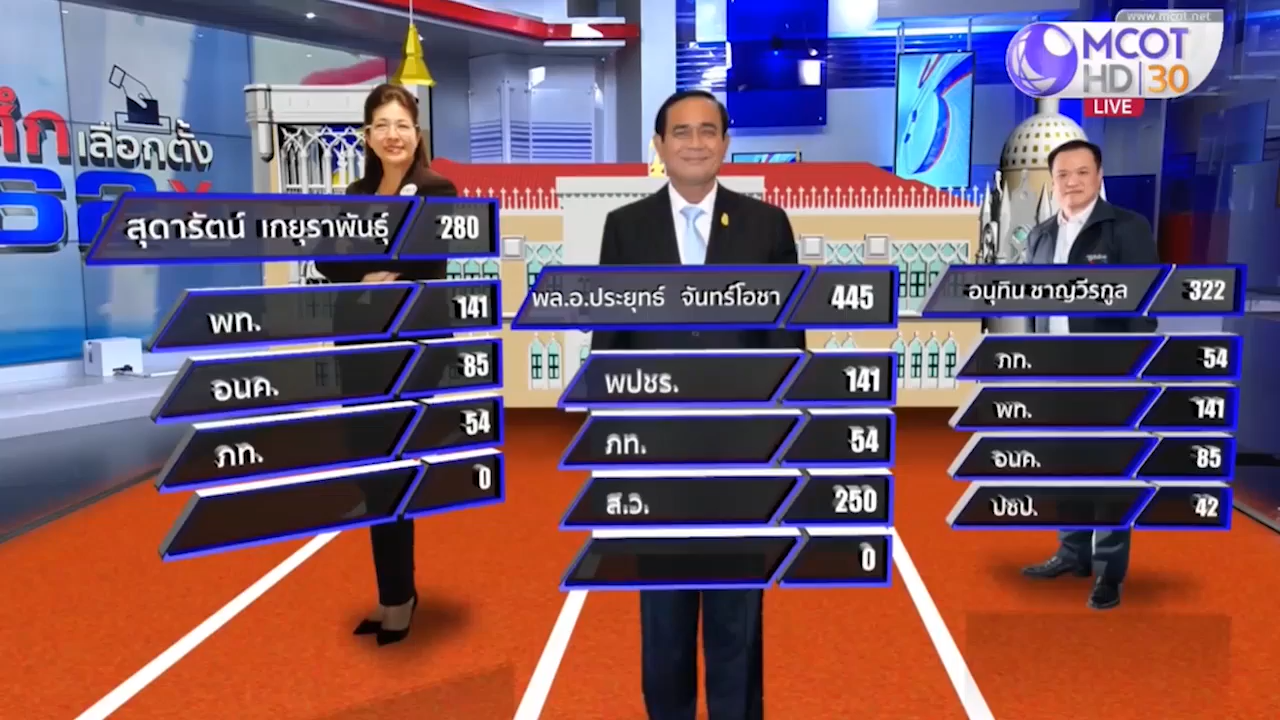 www.mcot.net
MCOT
HD 30
LIVE
ศึก
เลือกตั้ง
62
สุดารัตน์ เกยุราพันธุ์ 280
พท. 141
อนค. 85
ภท. 54
0
พล.อ.ประยุทธ์ จันทร์โอชา 445
พปชร. 141
ภท. 54
ส.ว. 250
0
อนุทิน ชาญวีรกูล 322
ภท. 54
พท. 141
อนค. 85
ปชป. 42